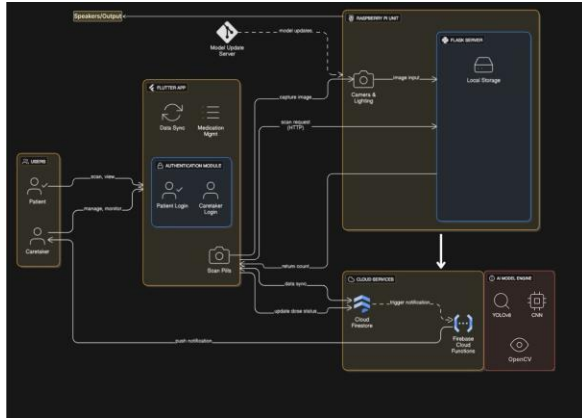 Speakers/Output
Model Update
Server
model updates
RASPBERRY PI UNIT
FLASK SERVER
Local Storage
Camera &
Lighting
image input
capture image
scan request
(HTTP)
FLUTTER APP
Data Sync
Medication
Mgmt
AUTHENTICATION MODULE
Patient Login
Caretaker
Login
Scan Pills
USERS
Patient
Caretaker
scan, view
manage, monitor
return count
data sync
update dose status
push notification
CLOUD SERVICES
Cloud
Firestore
trigger notification
Firebase
Cloud
Functions
AI MODEL ENGINE
YOLOv8
CNN
OpenCV